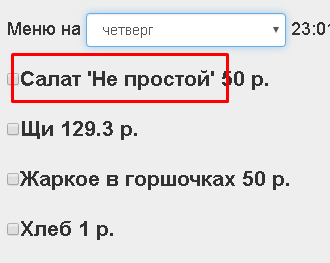 Меню на четверг 23:01
Салат 'Не простой' 50 р.
Щи 129.3 р.
Жаркое в горшочках 50 р.
Хлеб 1 р.